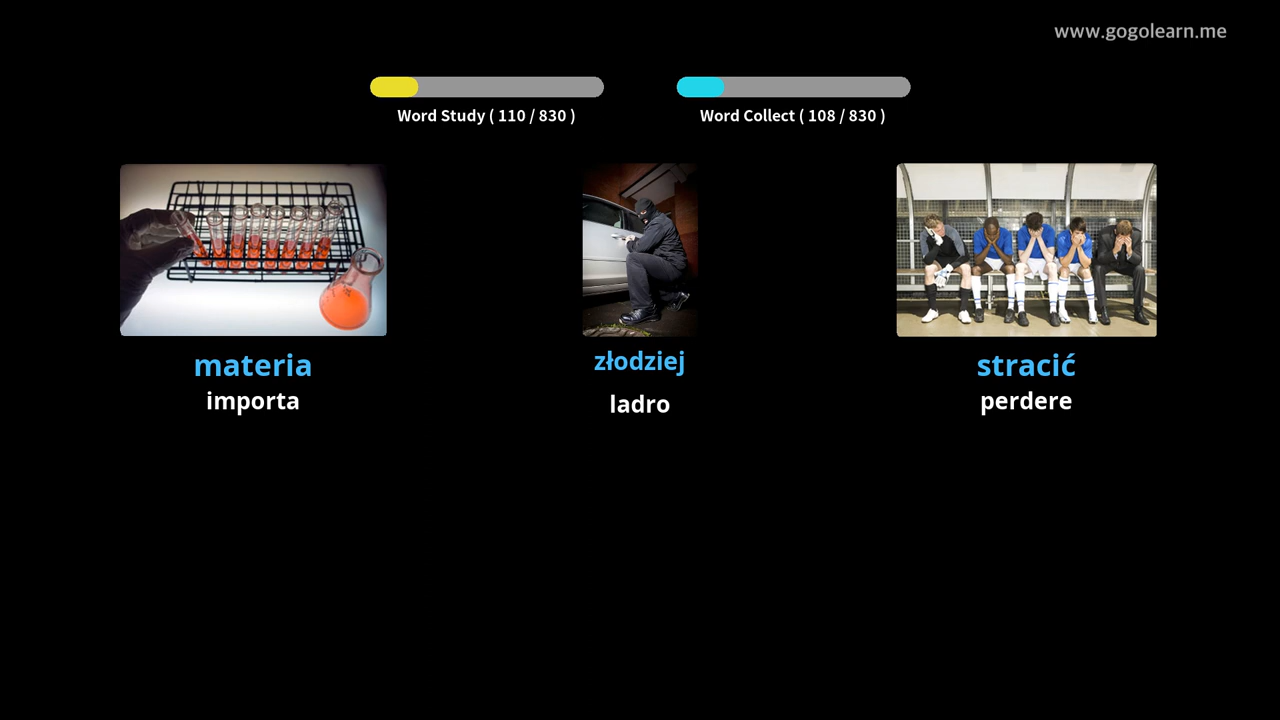 www.gogolearn.me
Word Study ( 110 / 830 )
Word Collect ( 108 / 830 )
materia
importa
złodziej
ladro
stracić
perdere